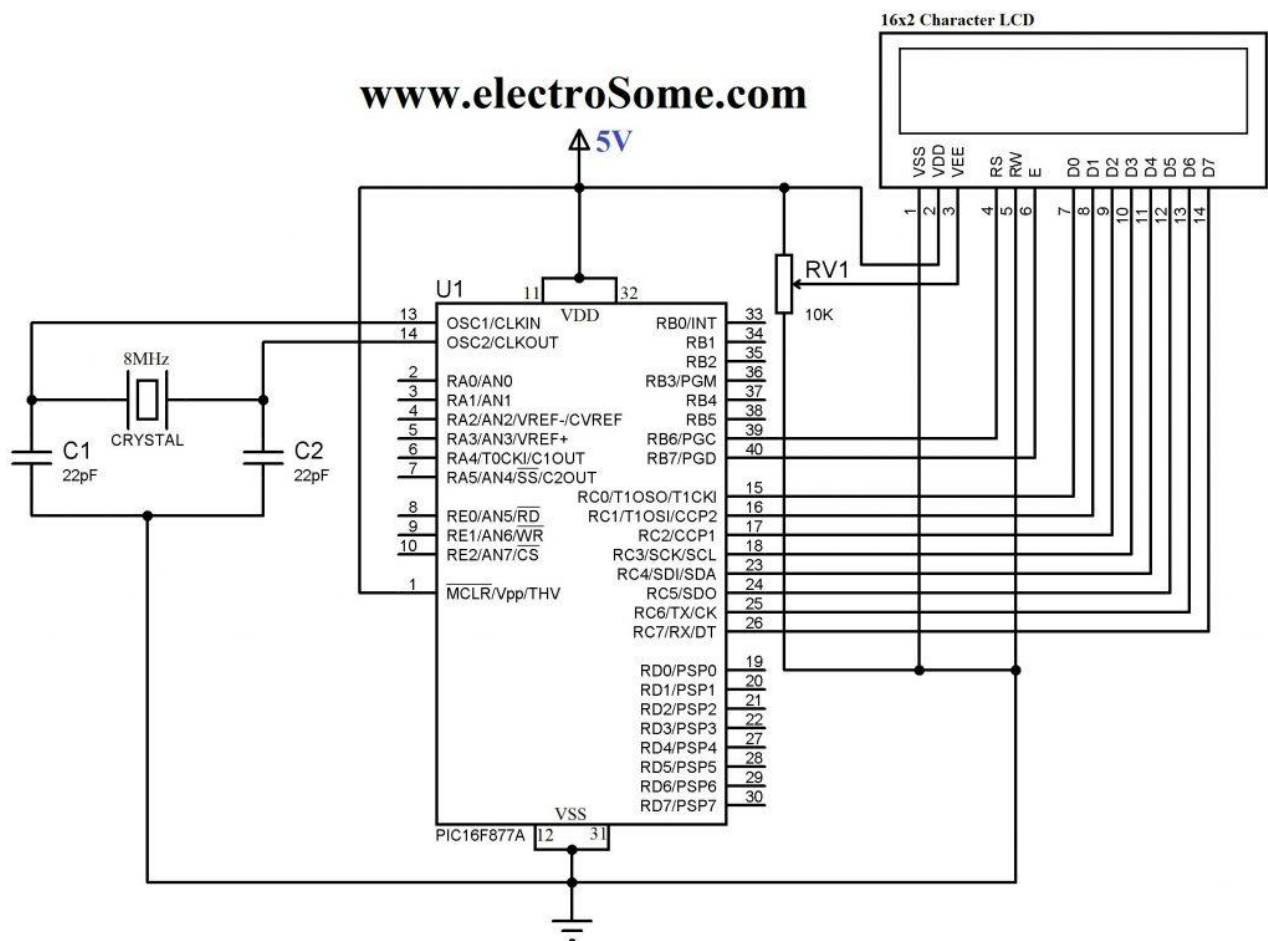 16x2 Character LCD
www.electroSome.com
5V
VSS VDD VEE RS RW E D0 D1 D2 D3 D4 D5 D6 D7
1 2 3 4 5 6 7 8 9 10 11 12 13 14
RV1
10K
U1
11 VDD 32
13 OSC1/CLKIN
14 OSC2/CLKOUT
2 RA0/AN0
3 RA1/AN1
4 RA2/AN2/VREF-/CVREF
5 RA3/AN3/VREF+
6 RA4/T0CKI/C1OUT
7 RA5/AN4/SS/C2OUT
8 RE0/AN5/RD
9 RE1/AN6/WR
10 RE2/AN7/CS
1 MCLR/Vpp/THV
RB0/INT 33
RB1 34
RB2 35
RB3/PGM 36
RB4 37
RB5 38
RB6/PGC 39
RB7/PGD 40
RC0/T1OSO/T1CKI 15
RC1/T1OSI/CCP2 16
RC2/CCP1 17
RC3/SCK/SCL 18
RC4/SDI/SDA 23
RC5/SDO 24
RC6/TX/CK 25
RC7/RX/DT 26
RD0/PSP0 19
RD1/PSP1 20
RD2/PSP2 21
RD3/PSP3 22
RD4/PSP4 27
RD5/PSP5 28
RD6/PSP6 29
RD7/PSP7 30
VSS
PIC16F877A 12 31
8MHz
CRYSTAL
C1
22pF
C2
22pF